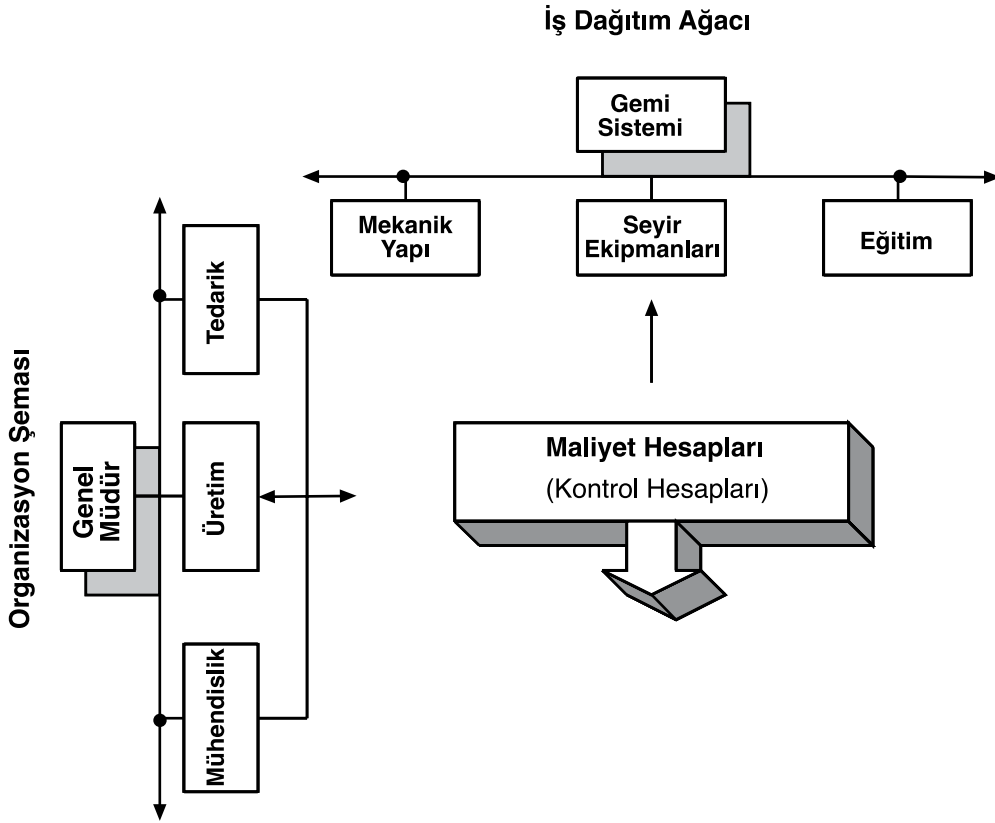 İş Dağıtım Ağacı
Gemi
Sistemi
Mekanik
Yapı
Seyir
Ekipmanları
Eğitim
Organizasyon Şeması
Genel
Müdür
Tedarik
Üretim
Mühendislik
Maliyet Hesapları
(Kontrol Hesapları)